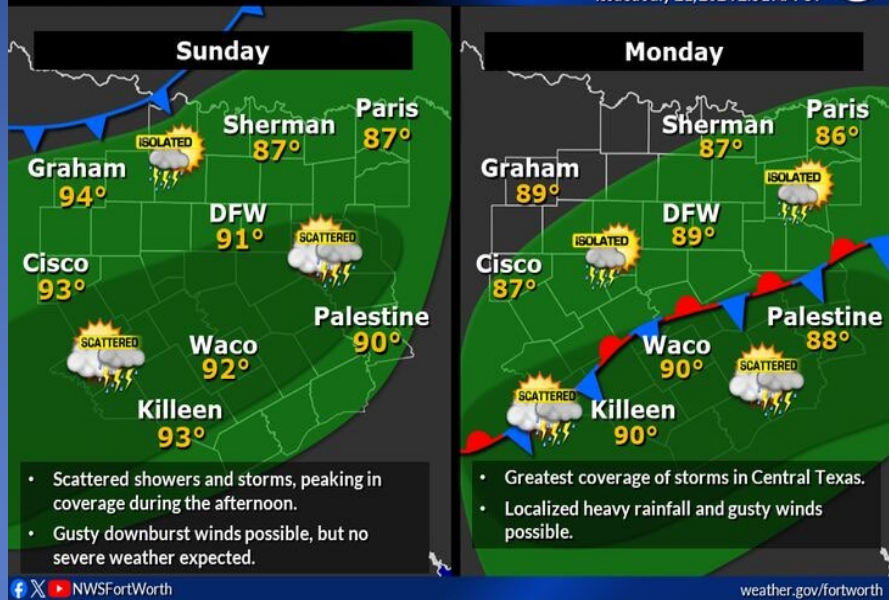 Sunday
ISOLATED
Sherman
87°
Paris
87°
Graham
94°
DFW
91°
SCATTERED
Cisco
93°
SCATTERED
Waco
92°
Palestine
90°
Killeen
93°
• Scattered showers and storms, peaking in
coverage during the afternoon.
• Gusty downburst winds possible, but no
severe weather expected.
Monday
Sherman
87°
Paris
86°
Graham
89°
ISOLATED
DFW
89°
ISOLATED
Cisco
87°
Waco
90°
Palestine
88°
SCATTERED
SCATTERED
Killeen
90°
• Greatest coverage of storms in Central Texas.
• Localized heavy rainfall and gusty winds
possible.
NWSFortWorth
weather.gov/fortworth